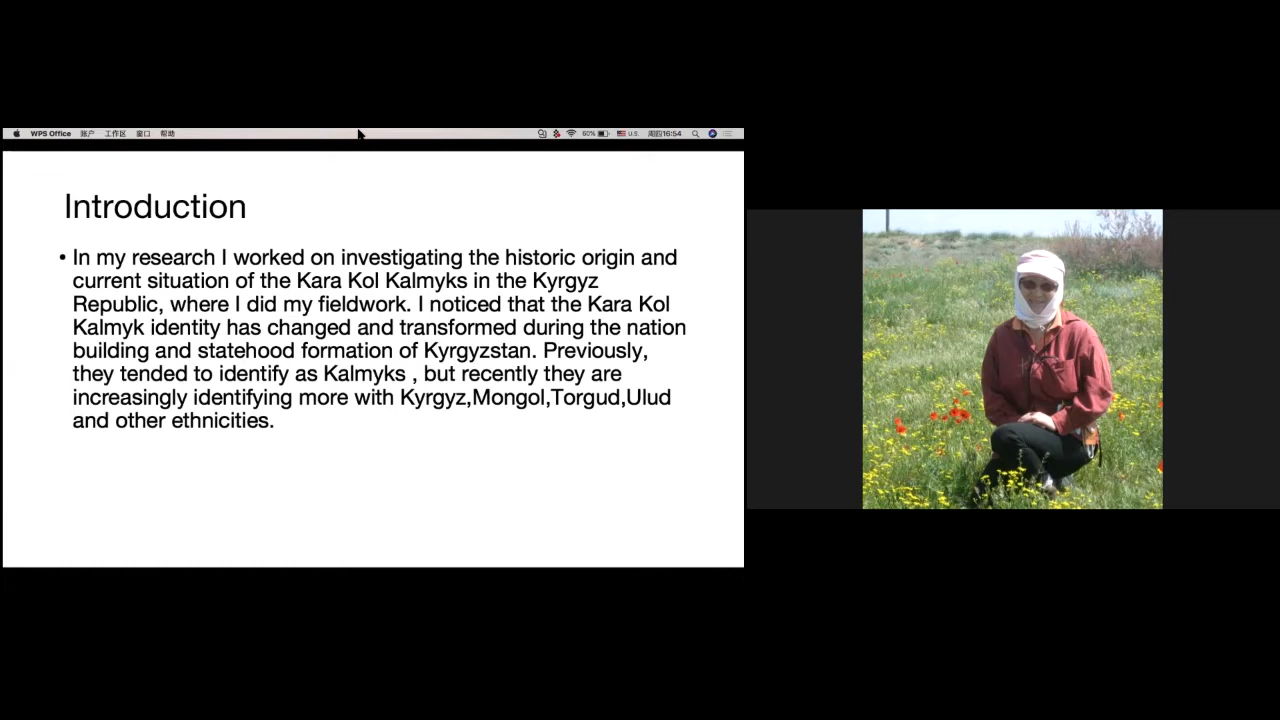 WPS Office 账户 工作区 窗口 帮助 60% U.S. 周四16:54
Introduction
• In my research I worked on investigating the historic origin and
current situation of the Kara Kol Kalmyks in the Kyrgyz
Republic, where I did my fieldwork. I noticed that the Kara Kol
Kalmyk identity has changed and transformed during the nation
building and statehood formation of Kyrgyzstan. Previously,
they tended to identify as Kalmyks , but recently they are
increasingly identifying more with Kyrgyz,Mongol,Torgud,Ulud
and other ethnicities.